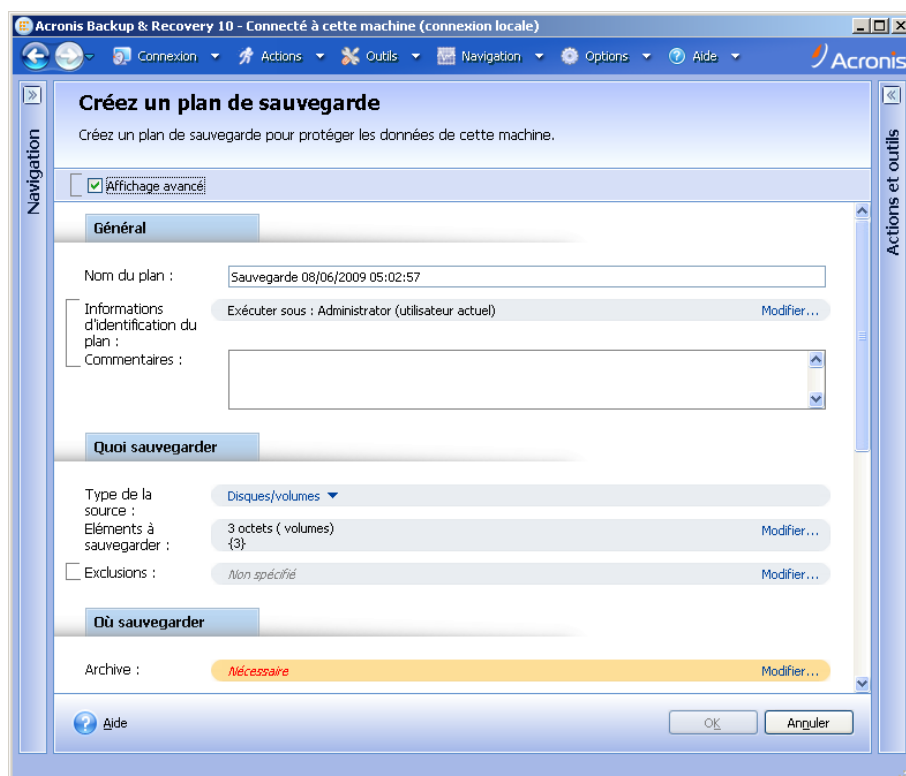 Acronis Backup & Recovery 10 - Connecté à cette machine (connexion locale)
Connexion Actions Outils Navigation Options Aide Acronis
Navigation
Créez un plan de sauvegarde
Créez un plan de sauvegarde pour protéger les données de cette machine.
Actions et outils
Affichage avancé
Général
Nom du plan : Sauvegarde 08/06/2009 05:02:57
Informations d'identification du plan : Exécuter sous : Administrator (utilisateur actuel) Modifier...
Commentaires :
Quoi sauvegarder
Type de la source : Disques/volumes
Eléments à sauvegarder : 3 octets ( volumes) {3} Modifier...
Exclusions : Non spécifié Modifier...
Où sauvegarder
Archive : Nécessaire Modifier...
Aide OK Annuler